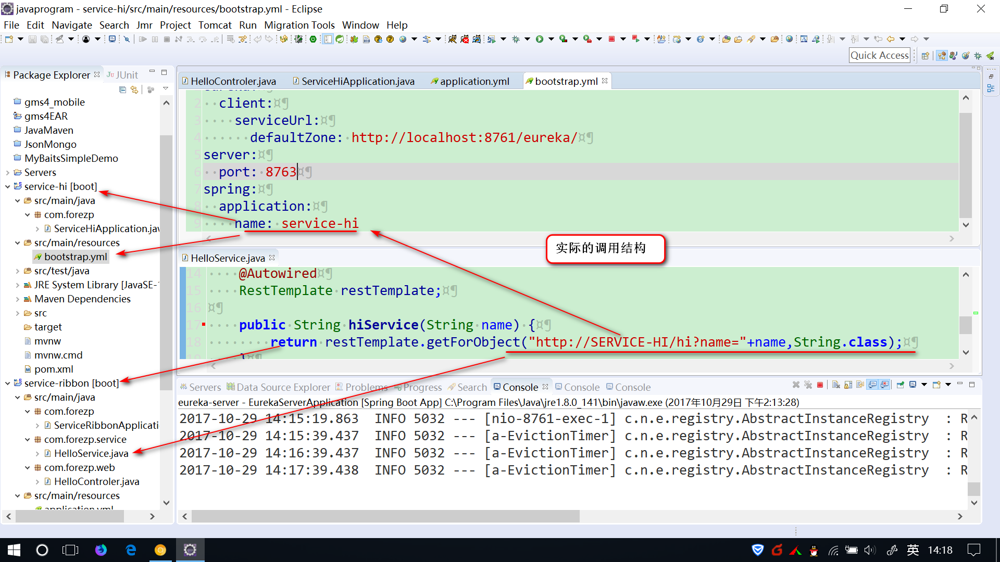 javaprogram - service-hi/src/main/resources/bootstrap.yml - Eclipse
File Edit Navigate Search Jmr Project Tomcat Run Migration Tools Window Help
Quick Access
Package Explorer
JUnit
gms4_mobile
gms4EAR
JavaMaven
JsonMongo
MyBaitsSimpleDemo
Servers
service-hi [boot]
src/main/java
com.forezp
ServiceHiApplication.jav
src/main/resources
bootstrap.yml
src/test/java
JRE System Library [JavaSE-1
Maven Dependencies
src
target
mvnw
mvnw.cmd
pom.xml
service-ribbon [boot]
src/main/java
com.forezp
ServiceRibbonApplicati
com.forezp.service
HelloService.java
com.forezp.web
HelloControler.java
src/main/resources
application.yml
HelloControler.java
ServiceHiApplication.java
application.yml
bootstrap.yml
2 client:
3 serviceUrl:
4 defaultZone: http://localhost:8761/eureka/
5 server:
6 port: 8763
7 spring:
8 application:
9 name: service-hi
实际的调用结构
HelloService.java
14 @Autowired
15 RestTemplate restTemplate;
16
17 public String hiService(String name) {
18 return restTemplate.getForObject("http://SERVICE-HI/hi?name="+name,String.class);
19 }
Servers Data Source Explorer Problems Progress Search Console Console Console
eureka-server - EurekaServerApplication [Spring Boot App] C:\Program Files\Java\jre1.8.0_141\bin\javaw.exe (2017年10月29日 下午2:13:28)
2017-10-29 14:15:19.863 INFO 5032 --- [nio-8761-exec-1] c.n.e.registry.AbstractInstanceRegistry : R
2017-10-29 14:15:39.437 INFO 5032 --- [a-EvictionTimer] c.n.e.registry.AbstractInstanceRegistry : R
2017-10-29 14:16:39.437 INFO 5032 --- [a-EvictionTimer] c.n.e.registry.AbstractInstanceRegistry : R
2017-10-29 14:17:39.438 INFO 5032 --- [a-EvictionTimer] c.n.e.registry.AbstractInstanceRegistry : R
英
14:18